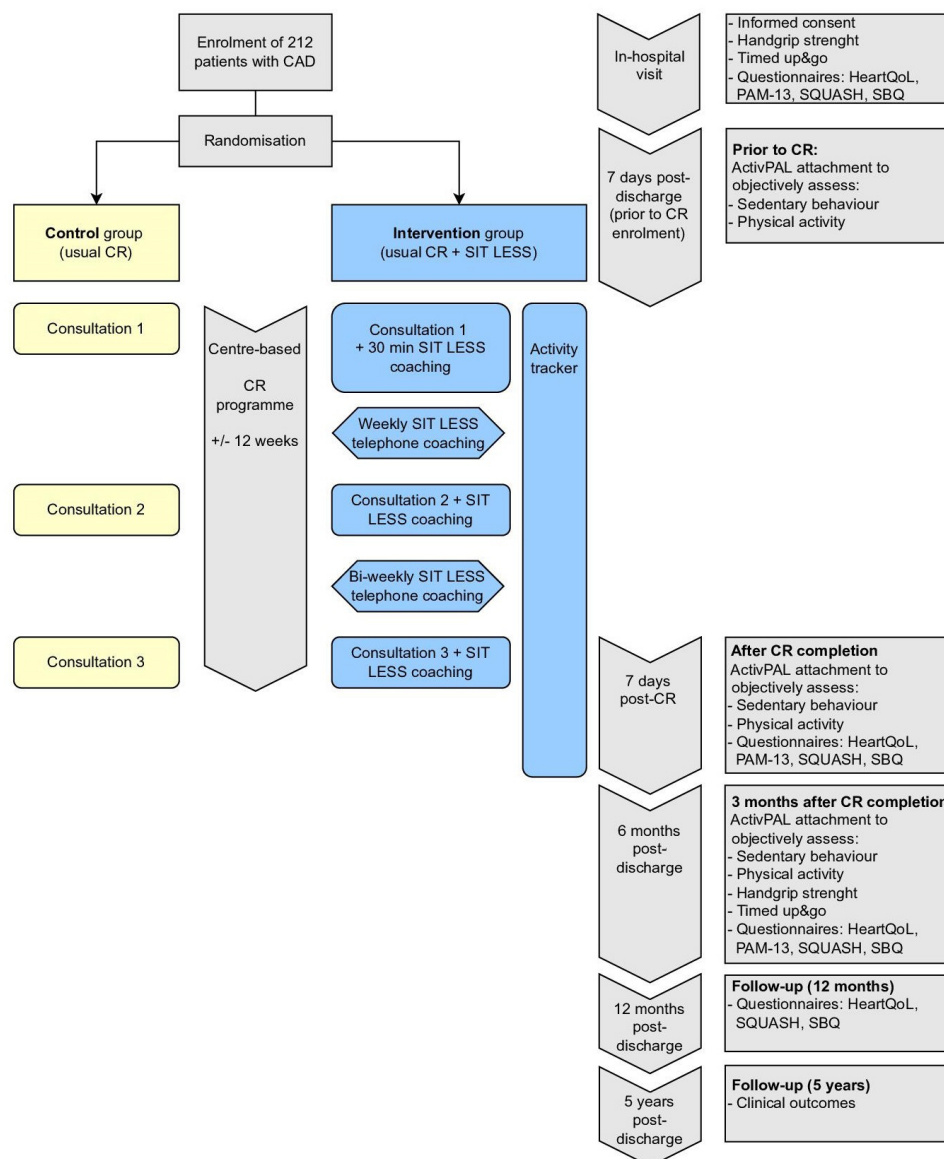 Enrolment of 212
patients with CAD
Randomisation
Control group
(usual CR)
Intervention group
(usual CR + SIT LESS)
Consultation 1
Consultation 2
Consultation 3
Centre-based
CR
programme
+/- 12 weeks
Consultation 1
+ 30 min SIT LESS
coaching
Weekly SIT LESS
telephone coaching
Consultation 2 + SIT
LESS coaching
Bi-weekly SIT LESS
telephone coaching
Consultation 3 + SIT
LESS coaching
Activity
tracker
In-hospital
visit
- Informed consent
- Handgrip strenght
- Timed up&go
- Questionnaires: HeartQoL,
PAM-13, SQUASH, SBQ
7 days post-
discharge
(prior to CR
enrolment)
Prior to CR:
ActivPAL attachment to
objectively assess:
- Sedentary behaviour
- Physical activity
7 days
post-CR
After CR completion
ActivPAL attachment to
objectively assess:
- Sedentary behaviour
- Physical activity
- Questionnaires: HeartQoL,
PAM-13, SQUASH, SBQ
6 months
post-
discharge
3 months after CR completion
ActivPAL attachment to
objectively assess:
- Sedentary behaviour
- Physical activity
- Handgrip strenght
- Timed up&go
- Questionnaires: HeartQoL,
PAM-13, SQUASH, SBQ
12 months
post-
discharge
Follow-up (12 months)
- Questionnaires: HeartQoL,
SQUASH, SBQ
5 years
post-
discharge
Follow-up (5 years)
- Clinical outcomes